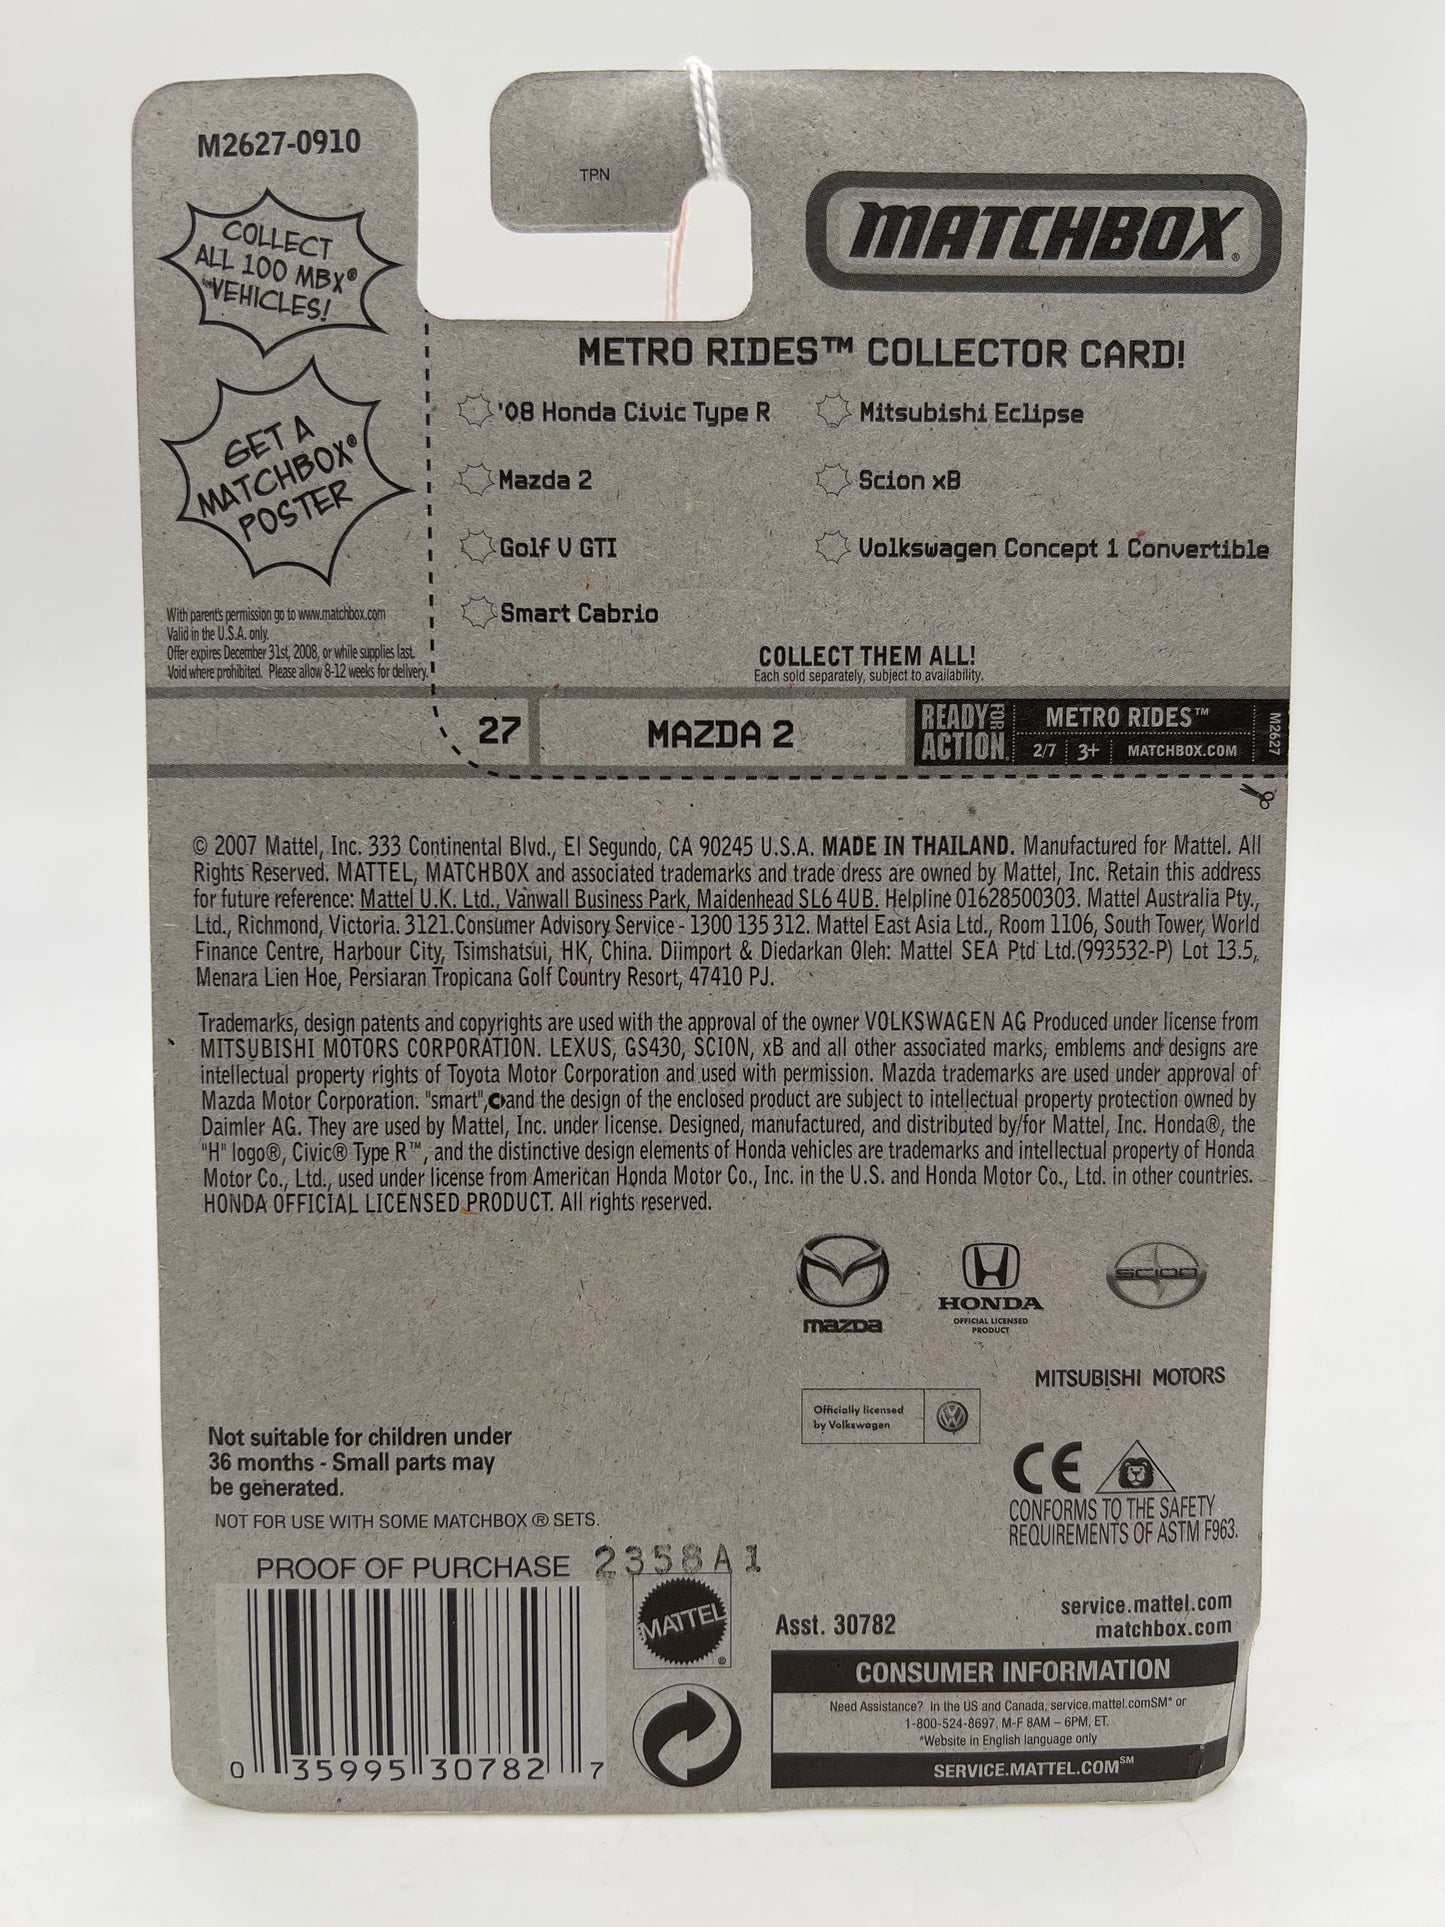 M2627-0910
TPN
COLLECT
ALL 100 MBX®
VEHICLES!
GET A
MATCHBOX®
POSTER
With parent's permission go to www.matchbox.com
Valid in the U.S.A. only.
Offer expires December 31st, 2008, or while supplies last.
Void where prohibited. Please allow 8-12 weeks for delivery.
MATCHBOX®
METRO RIDES™ COLLECTOR CARD!
'08 Honda Civic Type R
Mitsubishi Eclipse
Mazda 2
Scion xB
Golf V GTI
Volkswagen Concept 1 Convertible
Smart Cabrio
COLLECT THEM ALL!
Each sold separately, subject to availability.
27
MAZDA 2
READY FOR
ACTION
METRO RIDES™
2/7 3+ MATCHBOX.COM
M2627
© 2007 Mattel, Inc. 333 Continental Blvd., El Segundo, CA 90245 U.S.A. MADE IN THAILAND. Manufactured for Mattel. All
Rights Reserved. MATTEL, MATCHBOX and associated trademarks and trade dress are owned by Mattel, Inc. Retain this address
for future reference: Mattel U.K. Ltd., Vanwall Business Park, Maidenhead SL6 4UB. Helpline 01628500303. Mattel Australia Pty.,
Ltd., Richmond, Victoria. 3121.Consumer Advisory Service - 1300 135 312. Mattel East Asia Ltd., Room 1106, South Tower, World
Finance Centre, Harbour City, Tsimshatsui, HK, China. Diimport & Diedarkan Oleh: Mattel SEA Ptd Ltd.(993532-P) Lot 13.5,
Menara Lien Hoe, Persiaran Tropicana Golf Country Resort, 47410 PJ.
Trademarks, design patents and copyrights are used with the approval of the owner VOLKSWAGEN AG Produced under license from
MITSUBISHI MOTORS CORPORATION. LEXUS, GS430, SCION, xB and all other associated marks, emblems and designs are
intellectual property rights of Toyota Motor Corporation and used with permission. Mazda trademarks are used under approval of
Mazda Motor Corporation. "smart", and the design of the enclosed product are subject to intellectual property protection owned by
Daimler AG. They are used by Mattel, Inc. under license. Designed, manufactured, and distributed by/for Mattel, Inc. Honda®, the
"H" logo®, Civic® Type R™, and the distinctive design elements of Honda vehicles are trademarks and intellectual property of Honda
Motor Co., Ltd., used under license from American Honda Motor Co., Inc. in the U.S. and Honda Motor Co., Ltd. in other countries.
HONDA OFFICIAL LICENSED PRODUCT. All rights reserved.
mazda
HONDA
OFFICIAL LICENSED
PRODUCT
scion
MITSUBISHI MOTORS
Officially licensed
by Volkswagen
Not suitable for children under
36 months - Small parts may
be generated.
NOT FOR USE WITH SOME MATCHBOX ® SETS.
CE
CONFORMS TO THE SAFETY
REQUIREMENTS OF ASTM F963.
PROOF OF PURCHASE
2358A1
MATTEL®
0 35995 30782 7
Asst. 30782
service.mattel.com
matchbox.com
CONSUMER INFORMATION
Need Assistance? In the US and Canada, service.mattel.comSM* or
1-800-524-8697, M-F 8AM – 6PM, ET.
*Website in English language only
SERVICE.MATTEL.COM℠